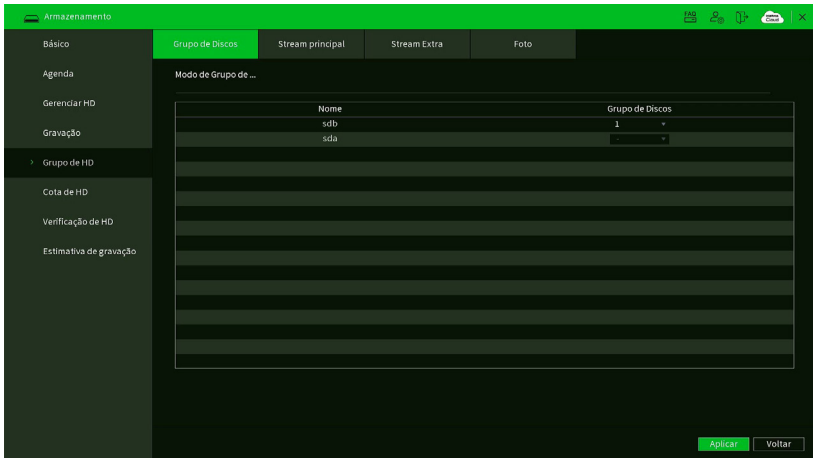 Armazenamento
FAQ
Cloud
Básico
Agenda
Gerenciar HD
Gravação
Grupo de HD
Cota de HD
Verificação de HD
Estimativa de gravação
Grupo de Discos
Stream principal
Stream Extra
Foto
Modo de Grupo de ...
Nome Grupo de Discos
sdb 1
sda -
Aplicar Voltar